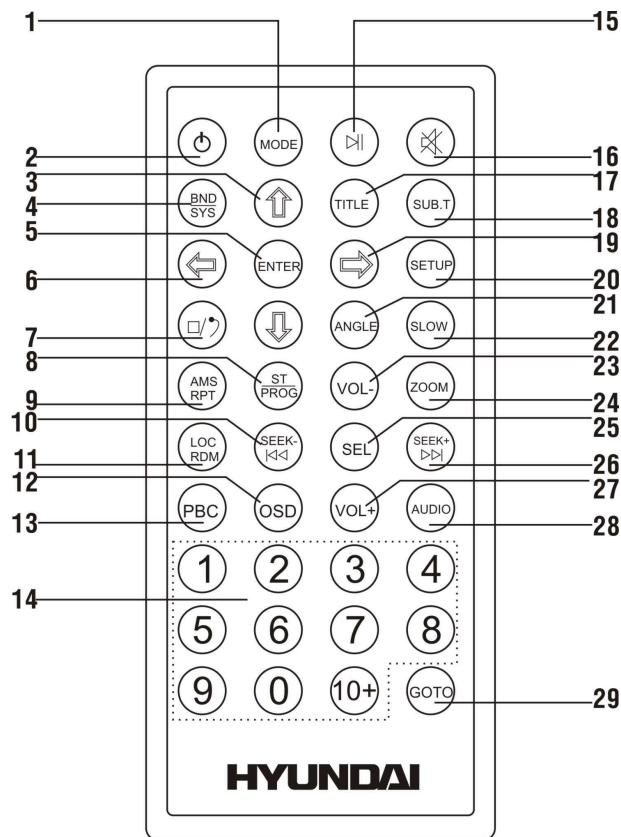 1 15
MODE
2 16
3 17
BND
SYS TITLE SUB.T
4 18
5 19
ENTER SETUP
6 20
21
ANGLE SLOW
7 22
8 23
AMS
RPT ST
PROG VOL- ZOOM
9 24
10 25
LOC
RDM SEEK- SEL SEEK+
11 26
12 27
PBC OSD VOL+ AUDIO
13 28
1 2 3 4
14
5 6 7 8
9 0 10+ GOTO
29
HYUNDAI